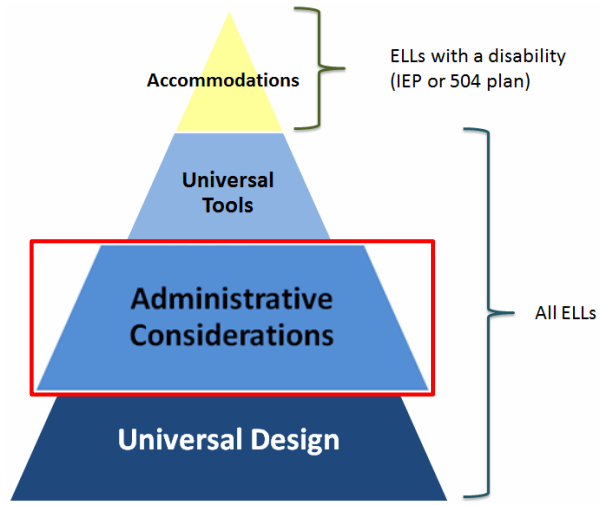 Accommodations
ELLs with a disability
(IEP or 504 plan)
Universal
Tools
Administrative
Considerations
All ELLs
Universal Design